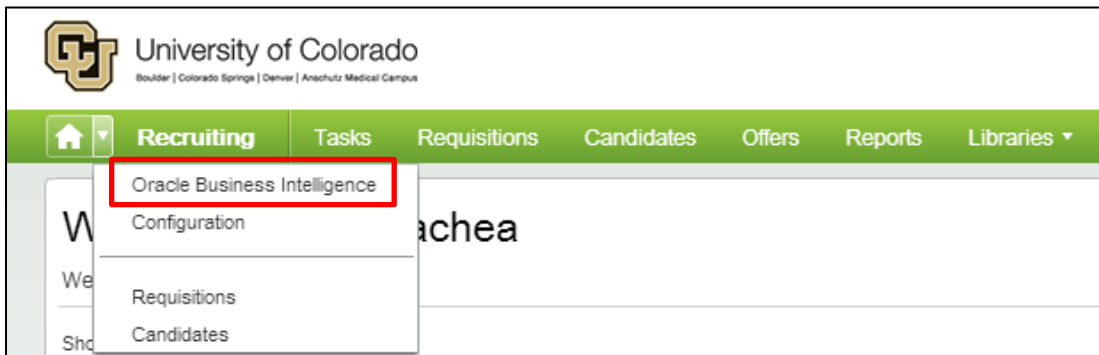 University of Colorado
Boulder | Colorado Springs | Denver | Anschutz Medical Campus
Recruiting Tasks Requisitions Candidates Offers Reports Libraries
Oracle Business Intelligence
Configuration
Requisitions
Candidates